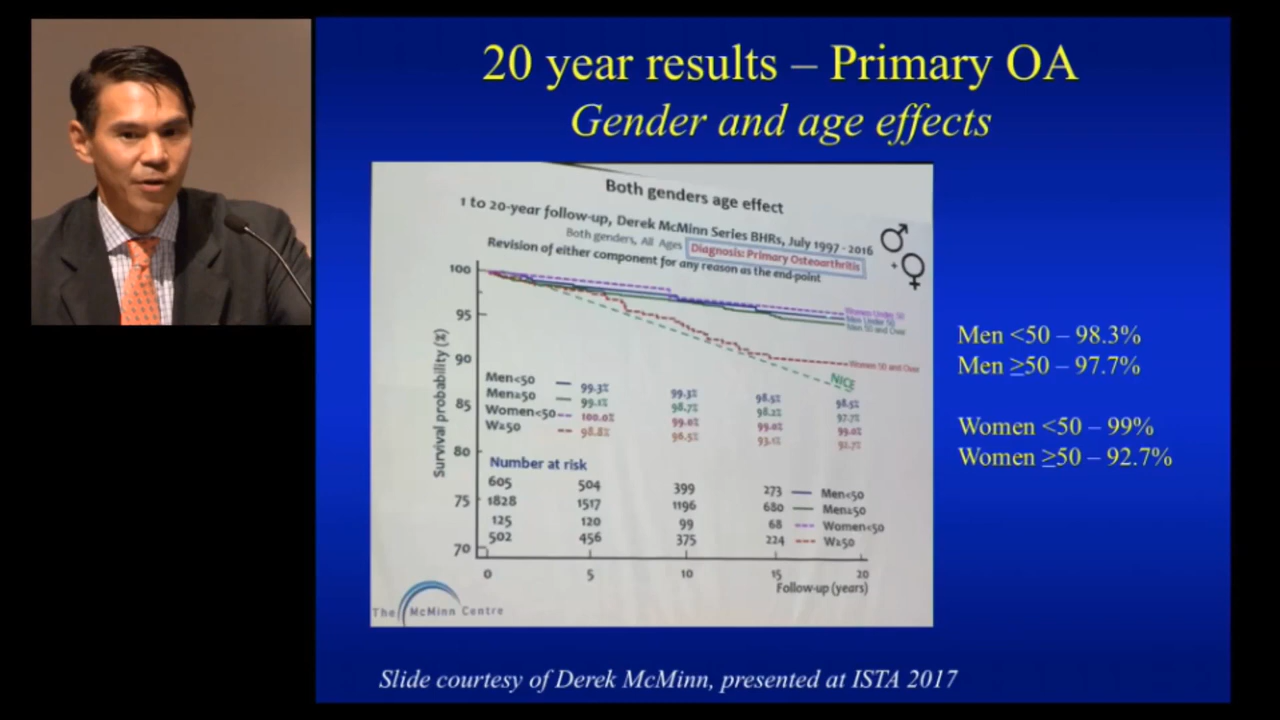 20 year results – Primary OA
Gender and age effects
Both genders age effect
1 to 20-year follow-up, Derek McMinn Series BHRs, July 1997 - 2016
Both genders, All Ages Diagnosis: Primary Osteoarthritis
Revision of either component for any reason as the end-point
Survival probability (%)
100
95
90
85
80
75
70
Women Under 50
Men Under 50
Men 50 and Over
Women 50 and Over
NICE
Men<50 99.3% 99.3% 98.5% 98.5%
Men≥50 99.1% 98.7% 98.2% 97.7%
Women<50 100.0% 99.0% 99.0% 99.0%
W≥50 98.8% 96.5% 93.1% 92.7%
Number at risk
605 504 399 273 Men<50
1828 1517 1196 680 Men≥50
125 120 99 68 Women<50
502 456 375 224 W≥50
0 5 10 15 20
Follow-up (years)
The McMinn Centre
Men <50 – 98.3%
Men ≥50 – 97.7%
Women <50 – 99%
Women ≥50 – 92.7%
Slide courtesy of Derek McMinn, presented at ISTA 2017